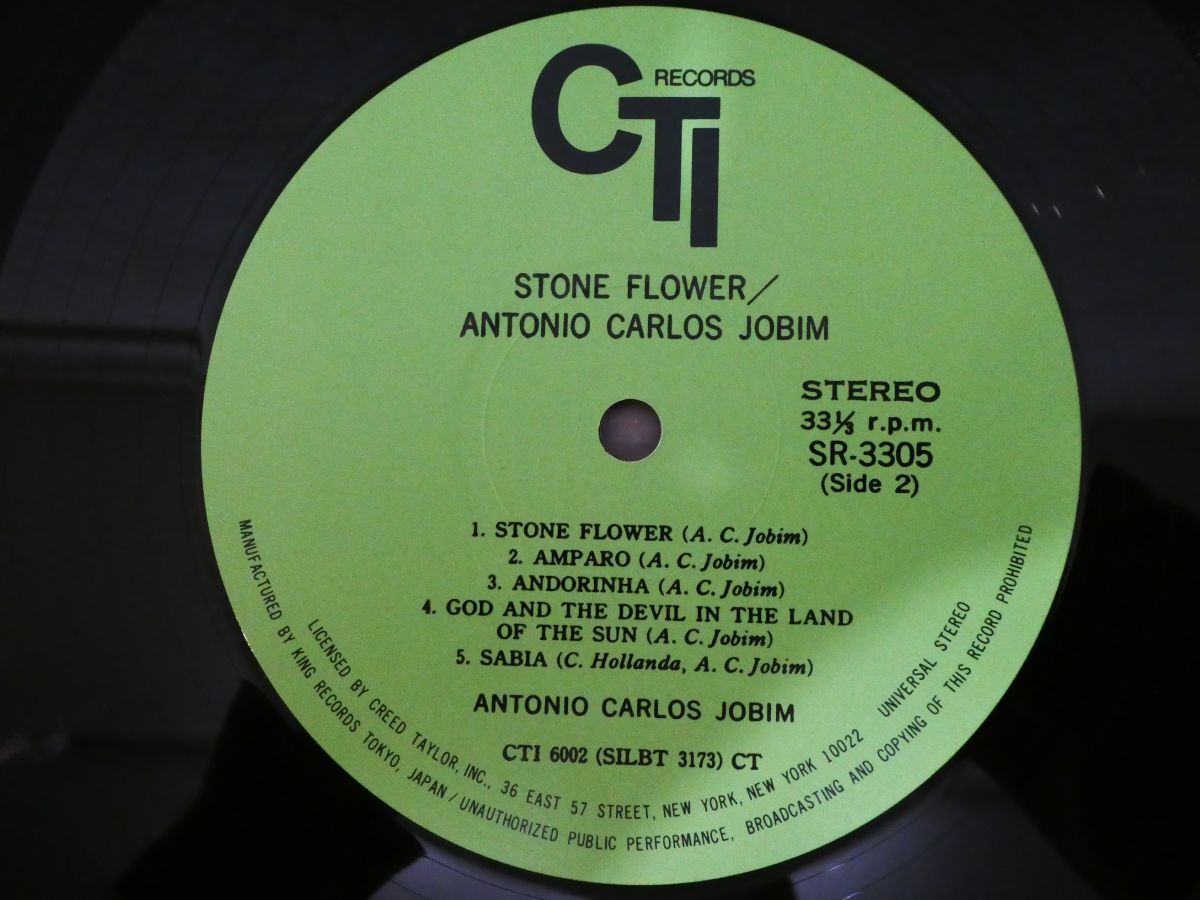 CTI RECORDS
STONE FLOWER/
ANTONIO CARLOS JOBIM
STEREO
33⅓ r.p.m.
SR-3305
(Side 2)
1. STONE FLOWER (A. C. Jobim)
2. AMPARO (A. C. Jobim)
3. ANDORINHA (A. C. Jobim)
4. GOD AND THE DEVIL IN THE LAND
OF THE SUN (A. C. Jobim)
5. SABIA (C. Hollanda, A. C. Jobim)
ANTONIO CARLOS JOBIM
CTI 6002 (SILBT 3173) CT
LICENSED BY CREED TAYLOR, INC., 36 EAST 57 STREET, NEW YORK, NEW YORK 10022 UNIVERSAL STEREO
MANUFACTURED BY KING RECORDS TOKYO, JAPAN / UNAUTHORIZED PUBLIC PERFORMANCE, BROADCASTING AND COPYING OF THIS RECORD PROHIBITED